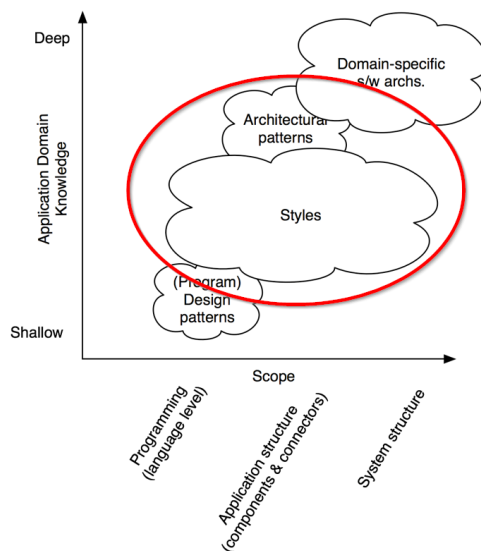 Deep
Domain-specific
s/w archs.
Architectural
patterns
Application Domain
Knowledge
Styles
(Program)
Design
patterns
Shallow
Scope
Programming
(language level)
Application structure
(components & connectors)
System structure